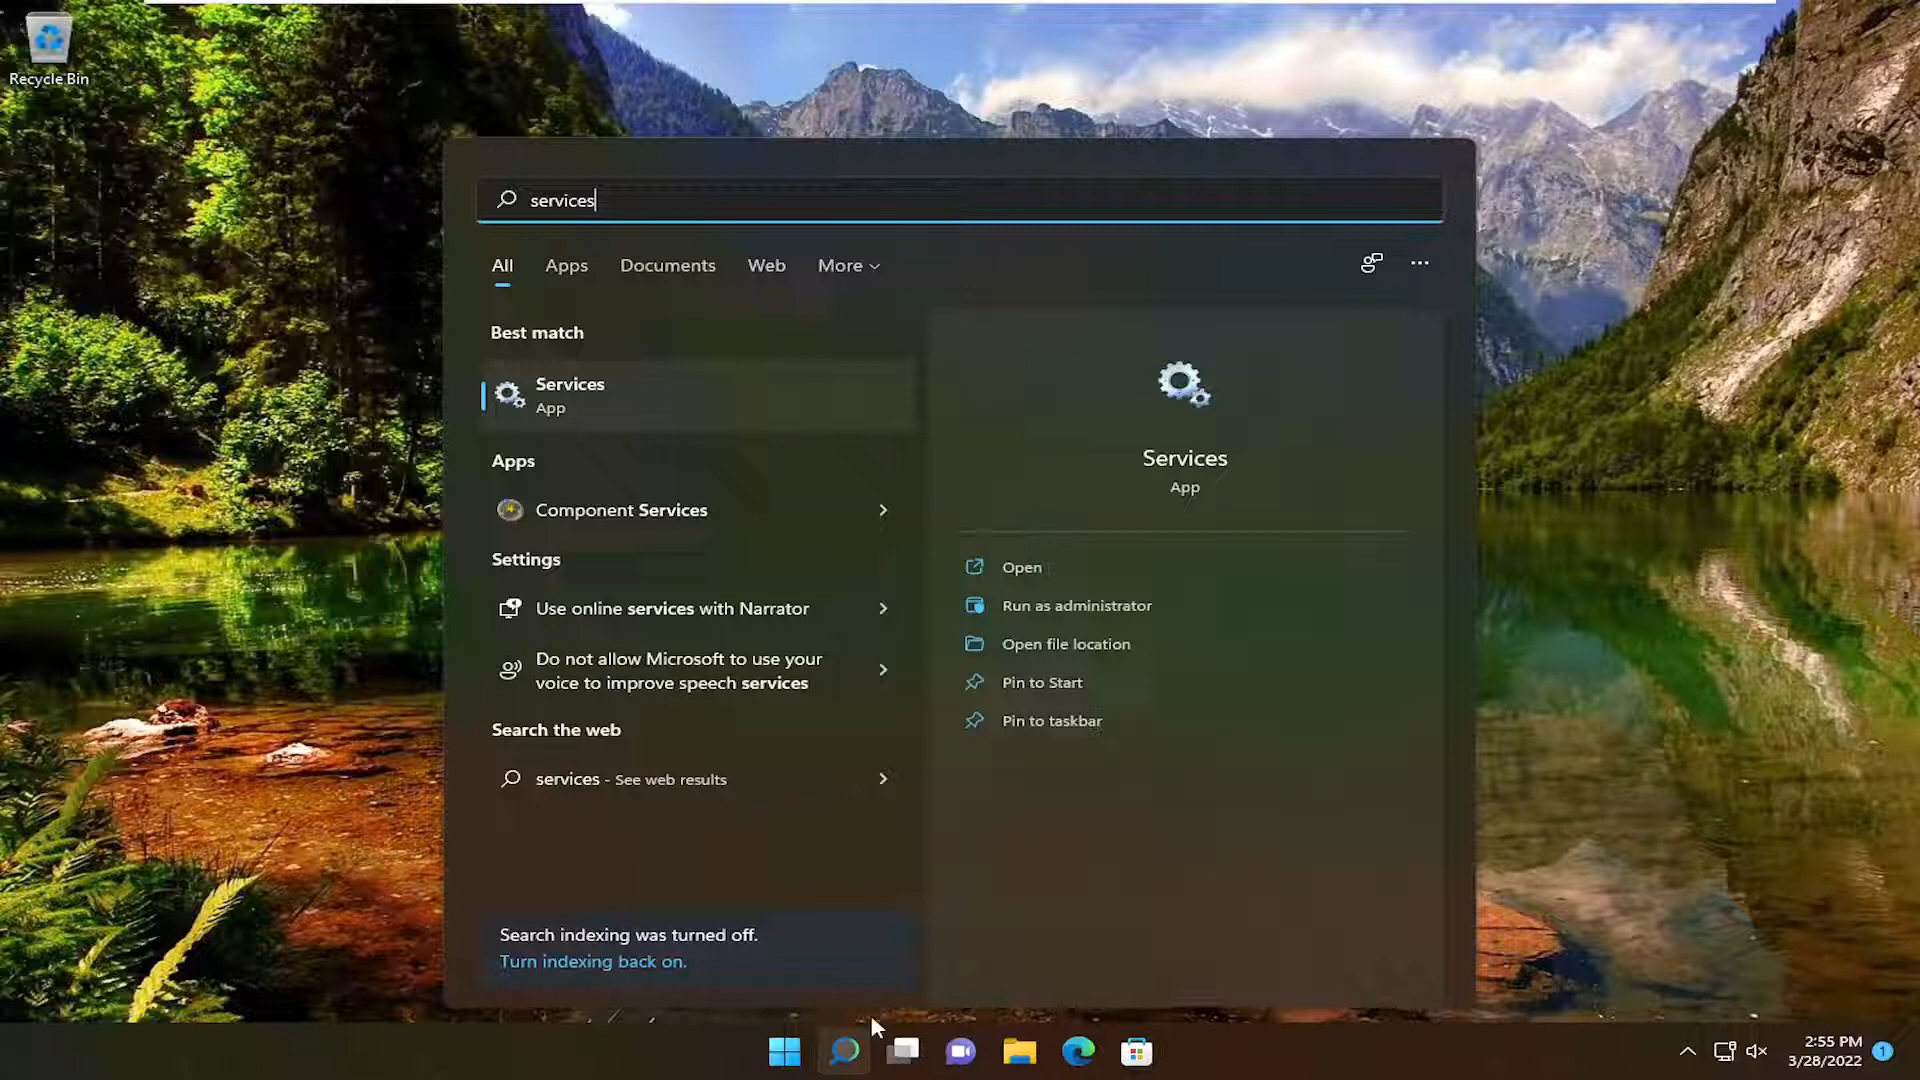 Recycle Bin
services
All Apps Documents Web More
Best match
Services
App
Apps
Component Services
Settings
Use online services with Narrator
Do not allow Microsoft to use your
voice to improve speech services
Search the web
services - See web results
Search indexing was turned off.
Turn indexing back on.
Services
App
Open
Run as administrator
Open file location
Pin to Start
Pin to taskbar
2:55 PM
3/28/2022
1